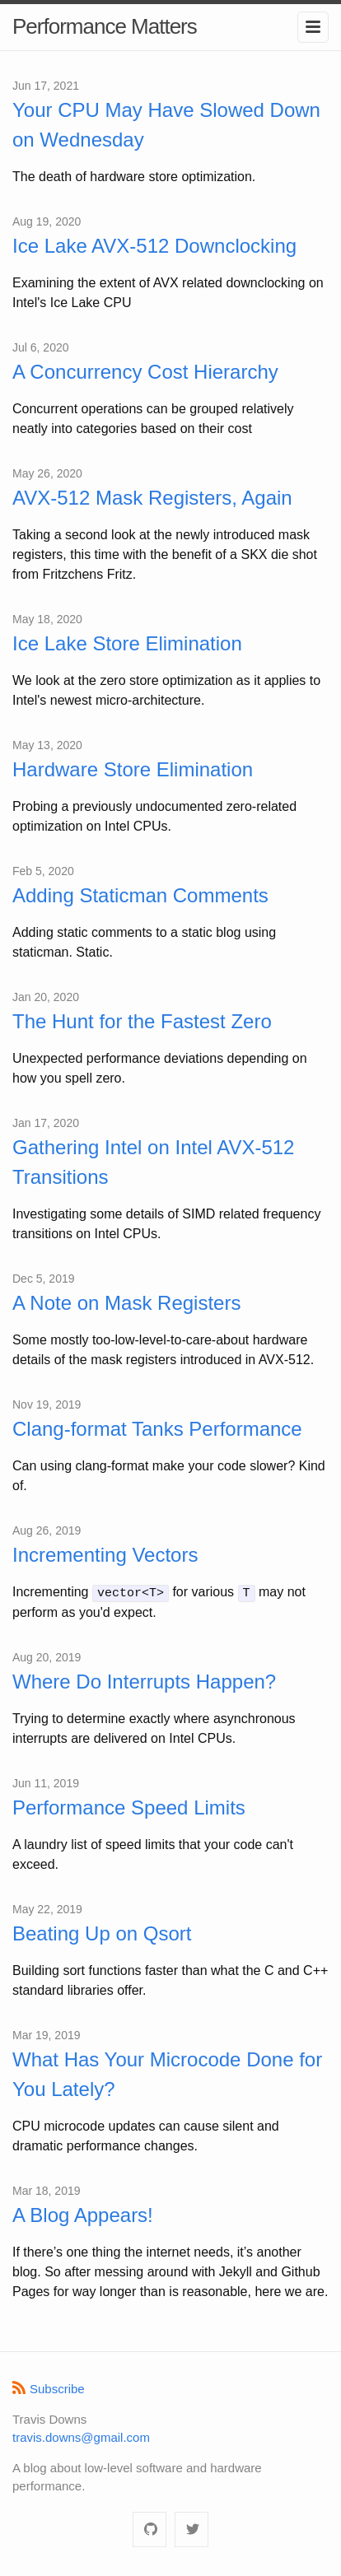 Performance Matters
Jun 17, 2021
Your CPU May Have Slowed Down
on Wednesday
The death of hardware store optimization.
Aug 19, 2020
Ice Lake AVX-512 Downclocking
Examining the extent of AVX related downclocking on
Intel's Ice Lake CPU
Jul 6, 2020
A Concurrency Cost Hierarchy
Concurrent operations can be grouped relatively
neatly into categories based on their cost
May 26, 2020
AVX-512 Mask Registers, Again
Taking a second look at the newly introduced mask
registers, this time with the benefit of a SKX die shot
from Fritzchens Fritz.
May 18, 2020
Ice Lake Store Elimination
We look at the zero store optimization as it applies to
Intel's newest micro-architecture.
May 13, 2020
Hardware Store Elimination
Probing a previously undocumented zero-related
optimization on Intel CPUs.
Feb 5, 2020
Adding Staticman Comments
Adding static comments to a static blog using
staticman. Static.
Jan 20, 2020
The Hunt for the Fastest Zero
Unexpected performance deviations depending on
how you spell zero.
Jan 17, 2020
Gathering Intel on Intel AVX-512
Transitions
Investigating some details of SIMD related frequency
transitions on Intel CPUs.
Dec 5, 2019
A Note on Mask Registers
Some mostly too-low-level-to-care-about hardware
details of the mask registers introduced in AVX-512.
Nov 19, 2019
Clang-format Tanks Performance
Can using clang-format make your code slower? Kind
of.
Aug 26, 2019
Incrementing Vectors
Incrementing vector<T> for various T may not
perform as you'd expect.
Aug 20, 2019
Where Do Interrupts Happen?
Trying to determine exactly where asynchronous
interrupts are delivered on Intel CPUs.
Jun 11, 2019
Performance Speed Limits
A laundry list of speed limits that your code can't
exceed.
May 22, 2019
Beating Up on Qsort
Building sort functions faster than what the C and C++
standard libraries offer.
Mar 19, 2019
What Has Your Microcode Done for
You Lately?
CPU microcode updates can cause silent and
dramatic performance changes.
Mar 18, 2019
A Blog Appears!
If there's one thing the internet needs, it’s another
blog. So after messing around with Jekyll and Github
Pages for way longer than is reasonable, here we are.
Subscribe
Travis Downs
travis.downs@gmail.com
A blog about low-level software and hardware
performance.